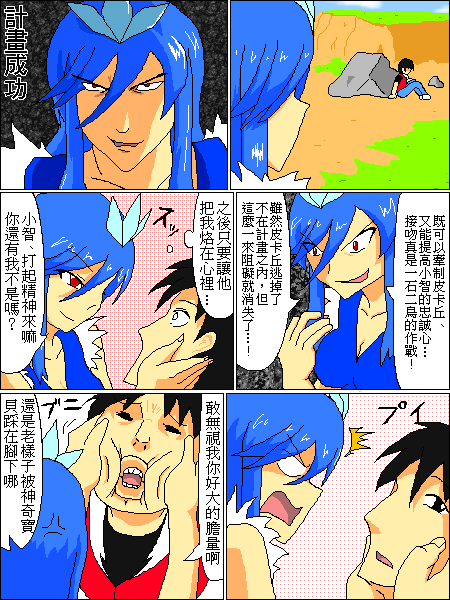 計畫成功
既可以牽制皮卡丘、
又能提高小智的忠誠心…
接吻真是一石二鳥的作戰！
雖然皮卡丘逃掉了
不在計畫之內，但
這麼一來阻礙就消失了…！
之後只要讓他
把我烙在心裡…
スッ…
小智、打起精神來嘛
你還有我不是嗎？
プイ
敢無視我你好大的膽量啊
ブニ
還是老樣子被神奇寶
貝踩在腳下哪